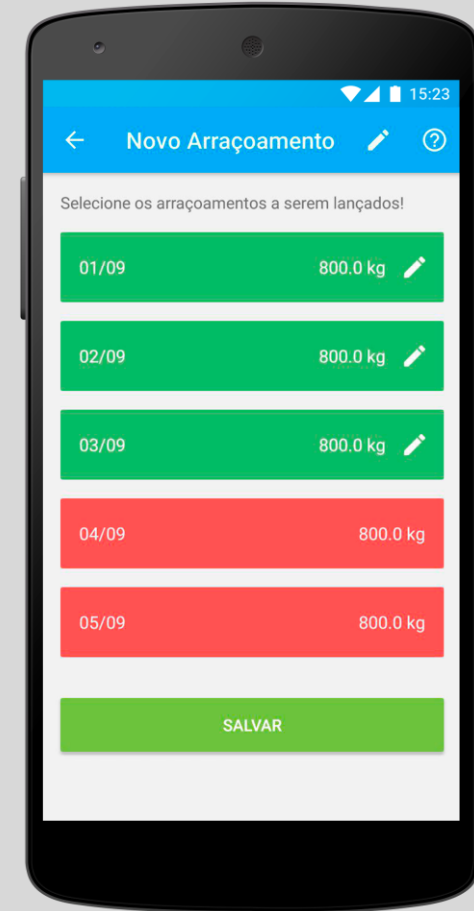 15:23
Novo Arraçoamento
Selecione os arraçoamentos a serem lançados!
01/09 800.0 kg
02/09 800.0 kg
03/09 800.0 kg
04/09 800.0 kg
05/09 800.0 kg
SALVAR